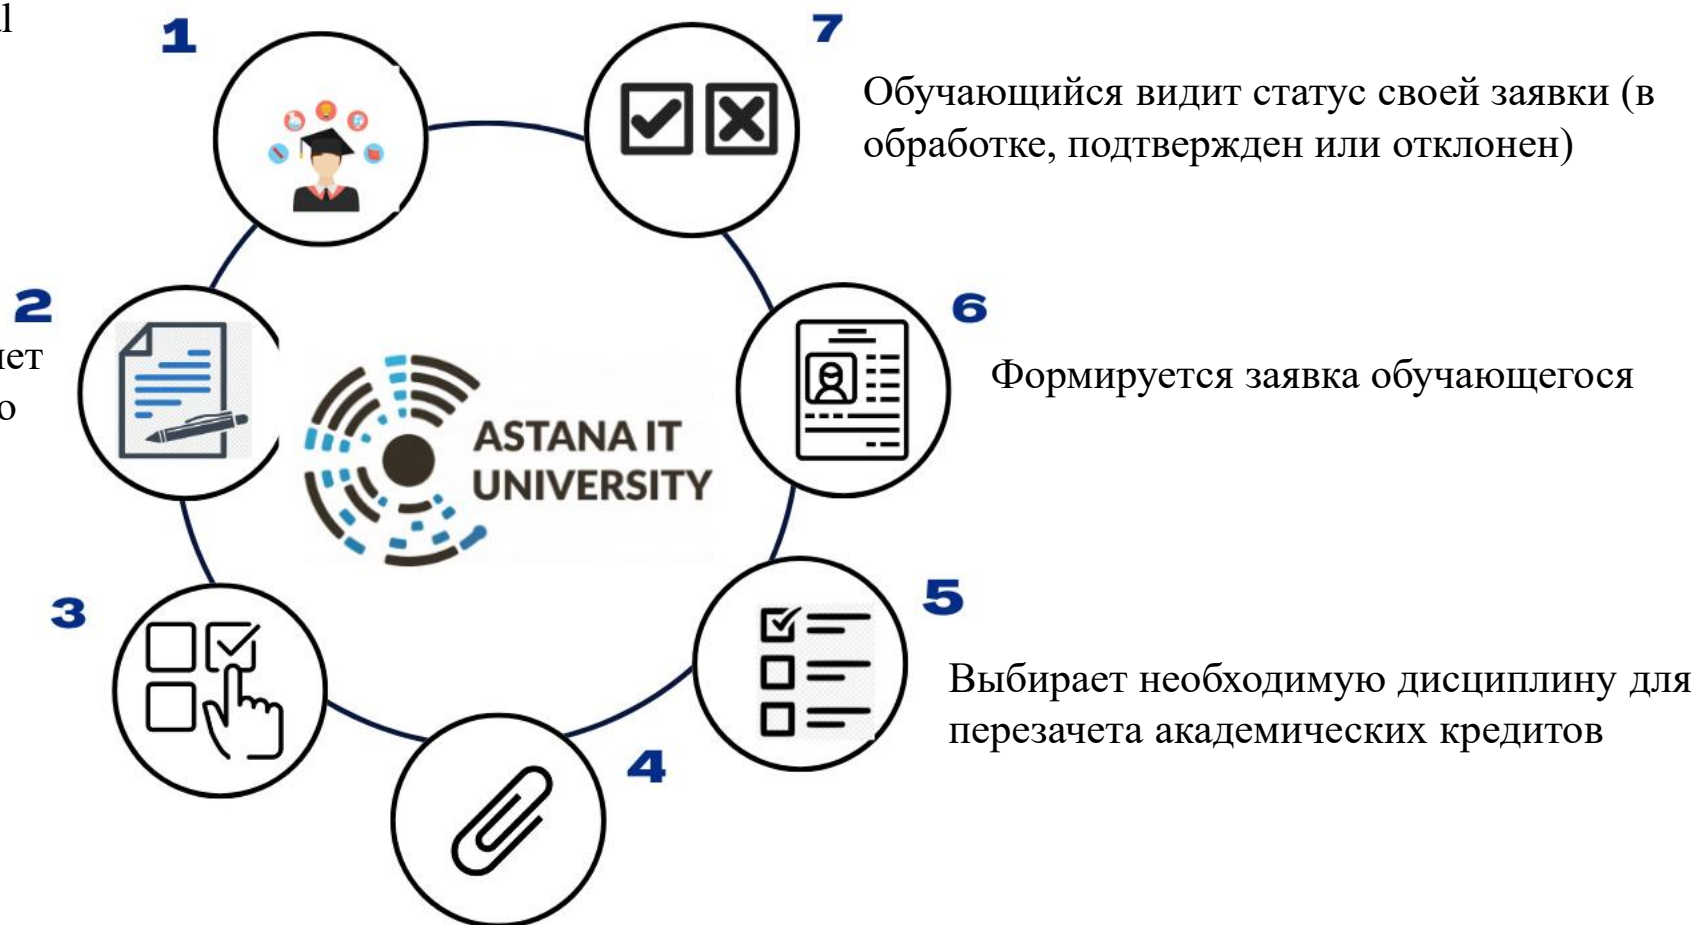 1
2
3
4
5
Выбирает необходимую дисциплину для
перезачета академических кредитов
6
Формируется заявка обучающегося
7
Обучающийся видит статус своей заявки (в
обработке, подтвержден или отклонен)
ASTANA IT
UNIVERSITY